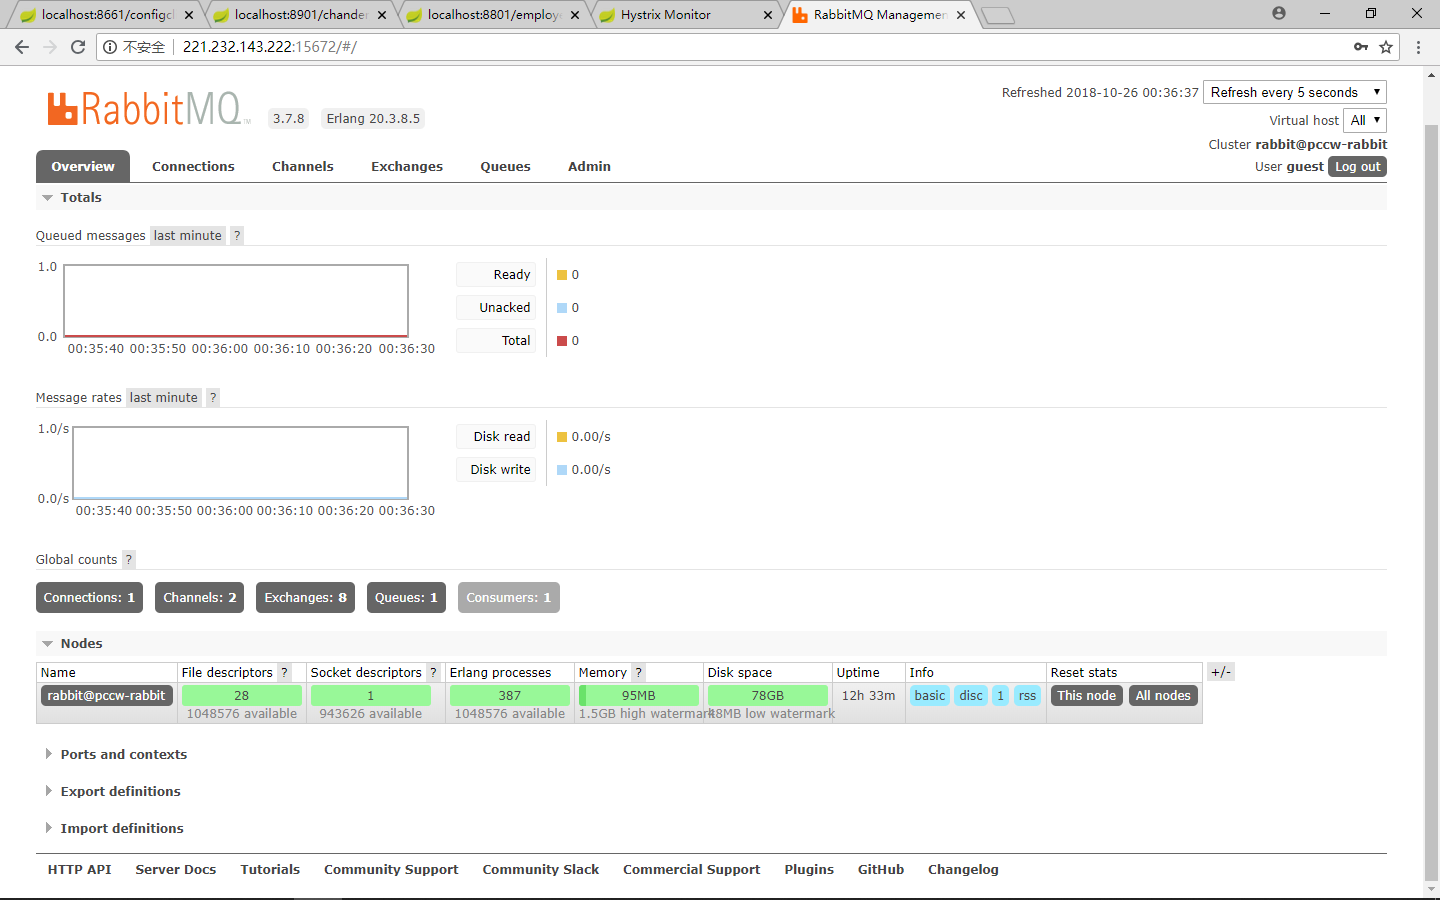 localhost:8661/configcl
localhost:8901/chander
localhost:8801/employe
Hystrix Monitor
RabbitMQ Managemen
不安全 221.232.143.222:15672/#/
RabbitMQ TM 3.7.8 Erlang 20.3.8.5
Refreshed 2018-10-26 00:36:37 Refresh every 5 seconds
Virtual host All
Cluster rabbit@pccw-rabbit
User guest Log out
Overview Connections Channels Exchanges Queues Admin
Totals
Queued messages last minute ?
1.0
0.0
00:35:40 00:35:50 00:36:00 00:36:10 00:36:20 00:36:30
Ready 0
Unacked 0
Total 0
Message rates last minute ?
1.0/s
0.0/s
00:35:40 00:35:50 00:36:00 00:36:10 00:36:20 00:36:30
Disk read 0.00/s
Disk write 0.00/s
Global counts ?
Connections: 1 Channels: 2 Exchanges: 8 Queues: 1 Consumers: 1
Nodes
Name File descriptors ? Socket descriptors ? Erlang processes Memory ? Disk space Uptime Info Reset stats +/-
rabbit@pccw-rabbit 28 1 387 95MB 78GB 12h 33m basic disc 1 rss This node All nodes
1048576 available 943626 available 1048576 available 1.5GB high watermark 48MB low watermark
Ports and contexts
Export definitions
Import definitions
HTTP API Server Docs Tutorials Community Support Community Slack Commercial Support Plugins GitHub Changelog